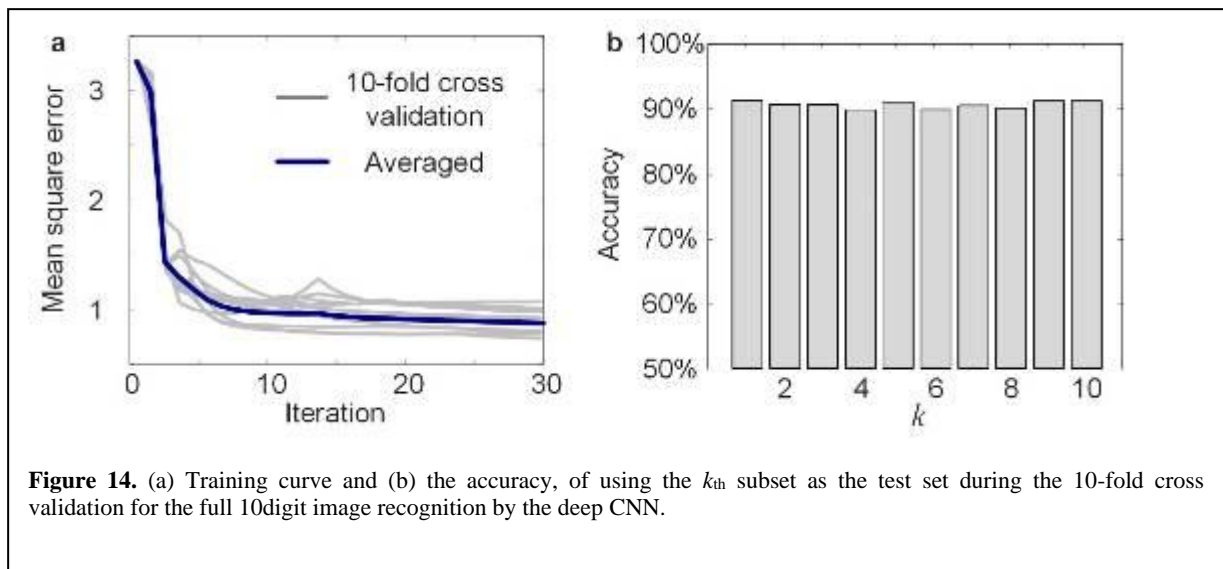 a
3
2
1
Mean square error
10-fold cross
validation
Averaged
0
10
20
30
Iteration
b
100%
90%
80%
70%
60%
50%
Accuracy
2
4
6
8
10
k
Figure 14. (a) Training curve and (b) the accuracy, of using the kth subset as the test set during the 10-fold cross
validation for the full 10digit image recognition by the deep CNN.